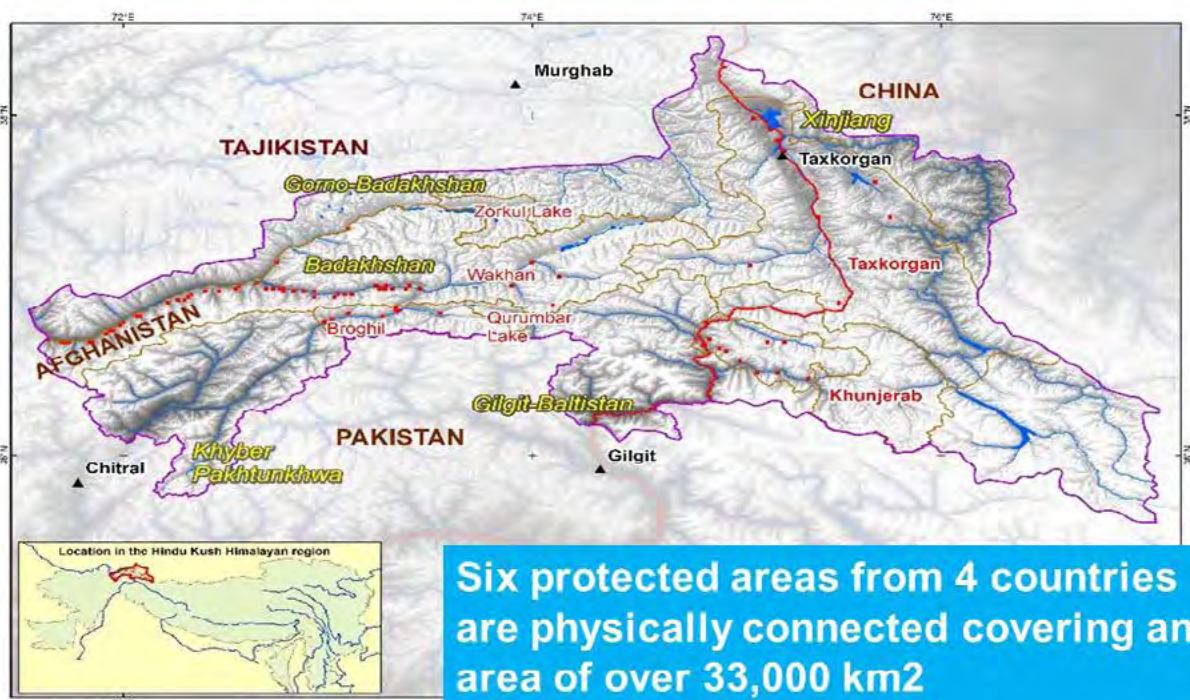 72°E
74°E
76°E
Murghab
CHINA
38°N
Xinjiang
TAJIKISTAN
Taxkorgan
Gorno-Badakhshan
Zorkul Lake
Badakhshan
Wakhan
Taxkorgan
AFGHANISTAN
Broghil
Qurumbar
Lake
Khunjerab
Gilgit-Baltistan
PAKISTAN
Khyber
Pakhtunkhwa
Gilgit
36°N
Chitral
Location in the Hindu Kush Himalayan region
Six protected areas from 4 countries
are physically connected covering an
area of over 33,000 km2